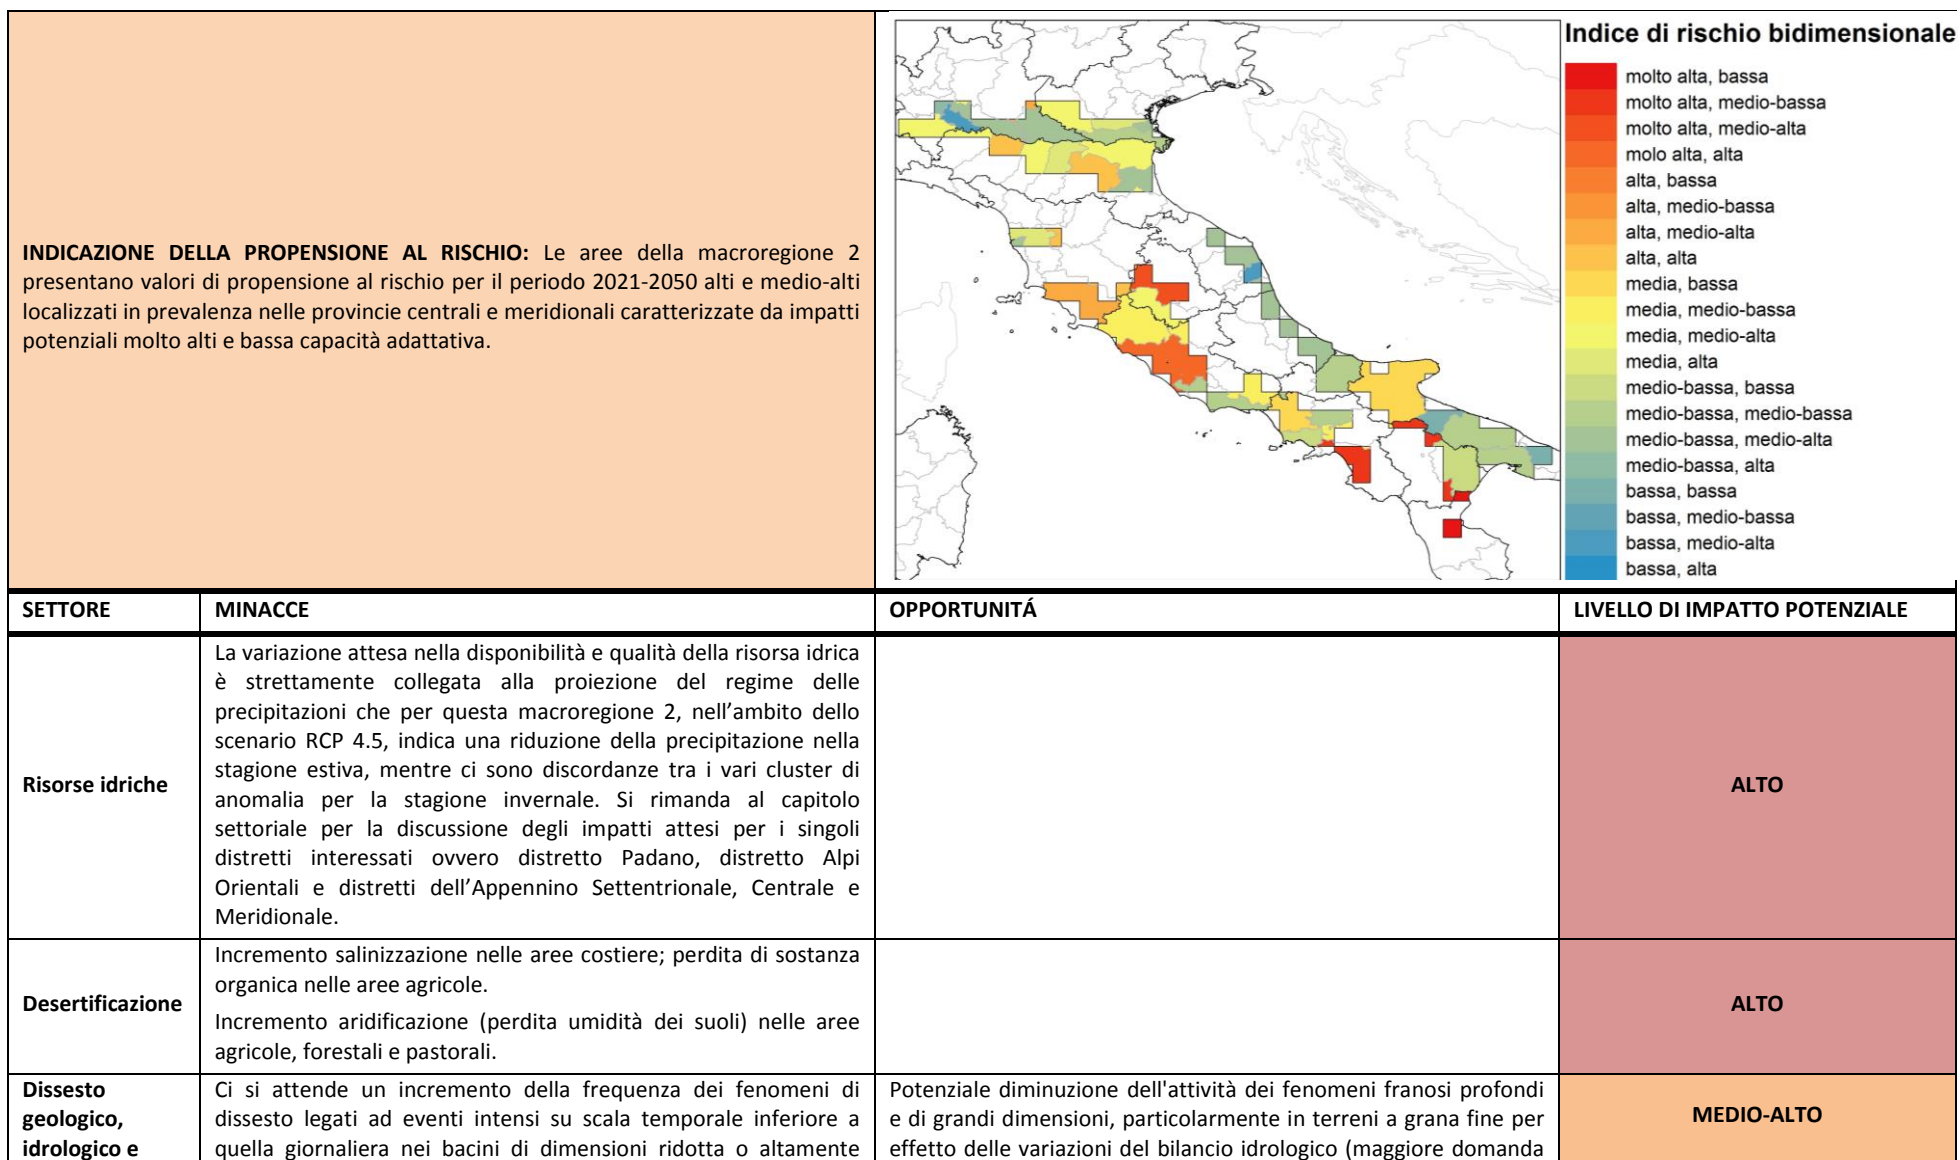 INDICAZIONE DELLA PROPENSIONE AL RISCHIO: Le aree della macroregione 2
presentano valori di propensione al rischio per il periodo 2021-2050 alti e medio-alti
localizzati in prevalenza nelle provincie centrali e meridionali caratterizzate da impatti
potenziali molto alti e bassa capacità adattativa.
Indice di rischio bidimensionale
molto alta, bassa
molto alta, medio-bassa
molto alta, medio-alta
molo alta, alta
alta, bassa
alta, medio-bassa
alta, medio-alta
alta, alta
media, bassa
media, medio-bassa
media, medio-alta
media, alta
medio-bassa, bassa
medio-bassa, medio-bassa
medio-bassa, medio-alta
medio-bassa, alta
bassa, bassa
bassa, medio-bassa
bassa, medio-alta
bassa, alta
SETTORE
MINACCE
OPPORTUNITÁ
LIVELLO DI IMPATTO POTENZIALE
Risorse idriche
La variazione attesa nella disponibilità e qualità della risorsa idrica
è strettamente collegata alla proiezione del regime delle
precipitazioni che per questa macroregione 2, nell'ambito dello
scenario RCP 4.5, indica una riduzione della precipitazione nella
stagione estiva, mentre ci sono discordanze tra i vari cluster di
anomalia per la stagione invernale. Si rimanda al capitolo
settoriale per la discussione degli impatti attesi per i singoli
distretti interessati ovvero distretto Padano, distretto Alpi
Orientali e distretti dell'Appennino Settentrionale, Centrale e
Meridionale.
ALTO
Desertificazione
Incremento salinizzazione nelle aree costiere; perdita di sostanza
organica nelle aree agricole.
Incremento aridificazione (perdita umidità dei suoli) nelle aree
agricole, forestali e pastorali.
ALTO
Dissesto
geologico,
idrologico e
Ci si attende un incremento della frequenza dei fenomeni di
dissesto legati ad eventi intensi su scala temporale inferiore a
quella giornaliera nei bacini di dimensioni ridotta o altamente
Potenziale diminuzione dell'attività dei fenomeni franosi profondi
e di grandi dimensioni, particolarmente in terreni a grana fine per
effetto delle variazioni del bilancio idrologico (maggiore domanda
MEDIO-ALTO